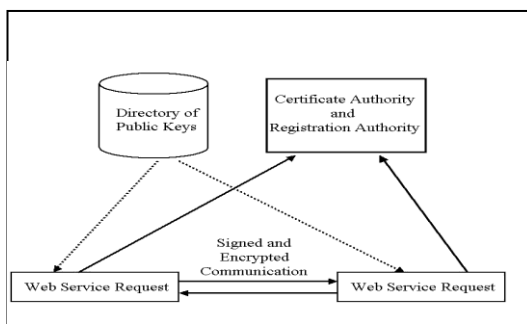 Directory of
Public Keys
Certificate Authority
and
Registration Authority
Signed and
Encrypted
Communication
Web Service Request
Web Service Request